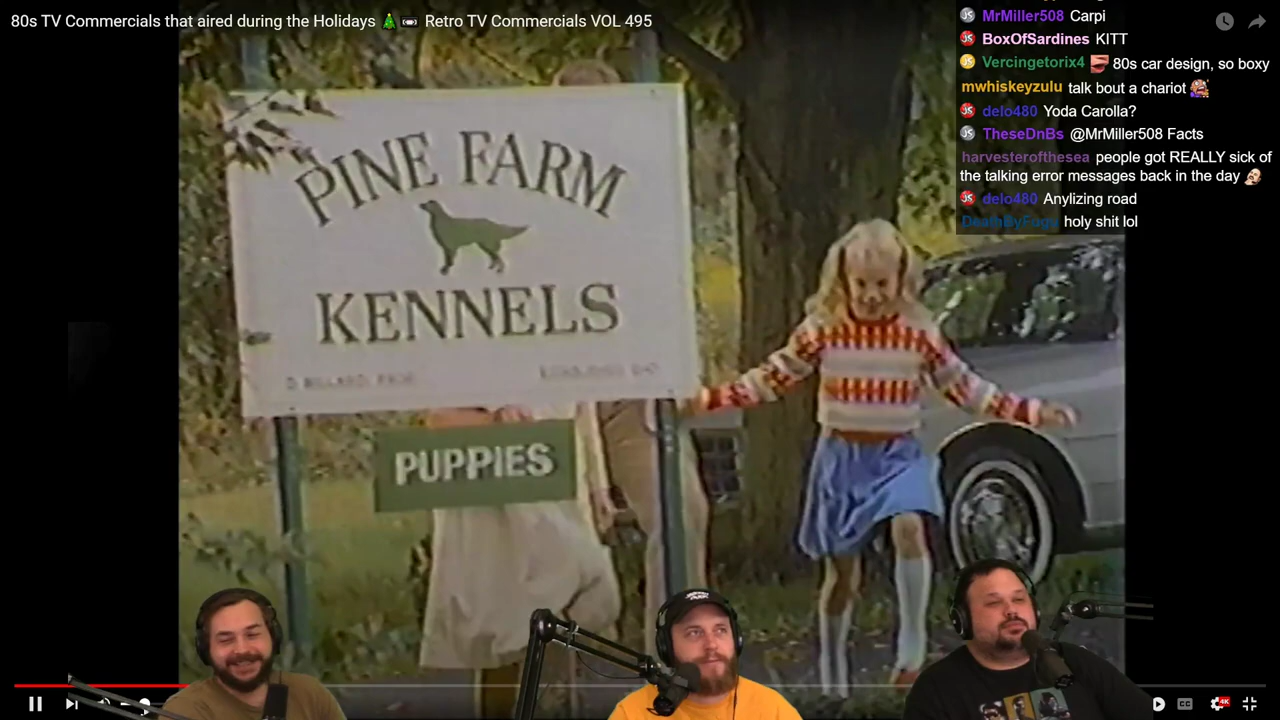 80s TV Commercials that aired during the Holidays 🎄📼 Retro TV Commercials VOL 495
MrMiller508 Carpi
BoxOfSardines KITT
Vercingetorix4 80s car design, so boxy
mwhiskeyzulu talk bout a chariot
delo480 Yoda Carolla?
TheseDnBs @MrMiller508 Facts
harvesterofthesea people got REALLY sick of
the talking error messages back in the day
delo480 Anylizing road
DeathByFugu holy shit lol
PINE FARM
KENNELS
PUPPIES
CC
4K